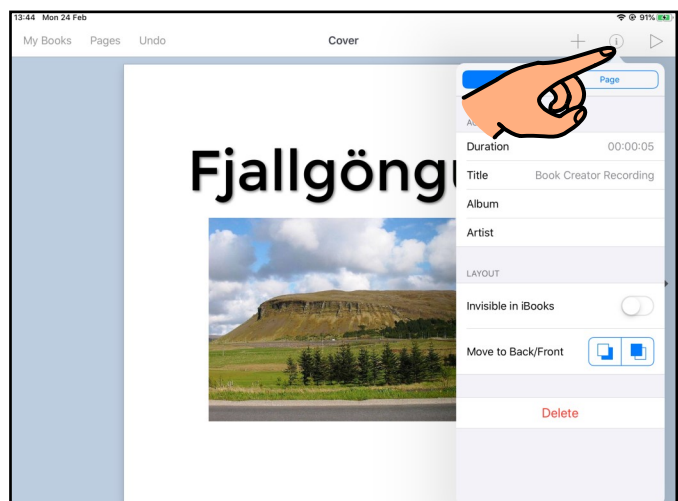 13:44 Mon 24 Feb 91%
My Books Pages Undo Cover
Page
Duration 00:00:05
Title Book Creator Recording
Album
Artist
LAYOUT
Invisible in iBooks
Move to Back/Front
Delete